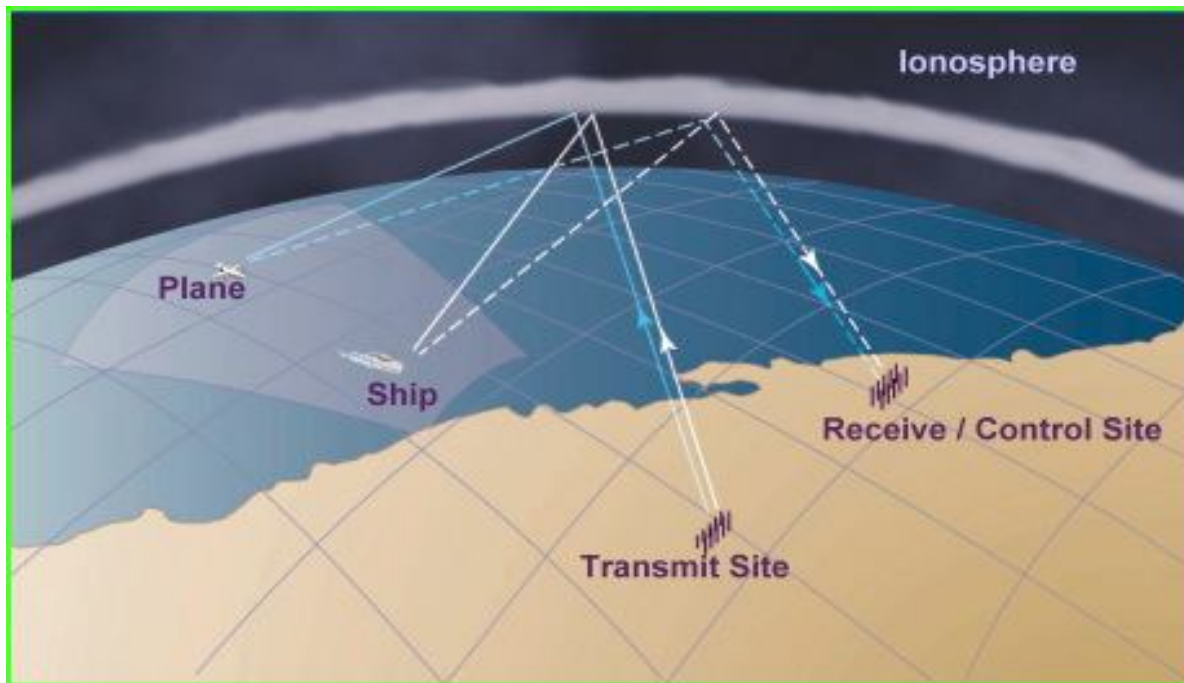 Ionosphere
Plane
Ship
Receive / Control Site
Transmit Site